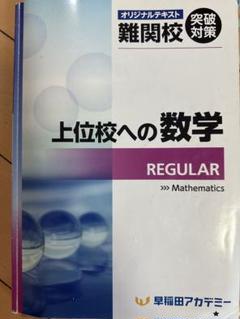 オリジナルテキスト
難関校
突破
対策
上位校への数学
REGULAR
>>> Mathematics
早稲田アカデミー
★